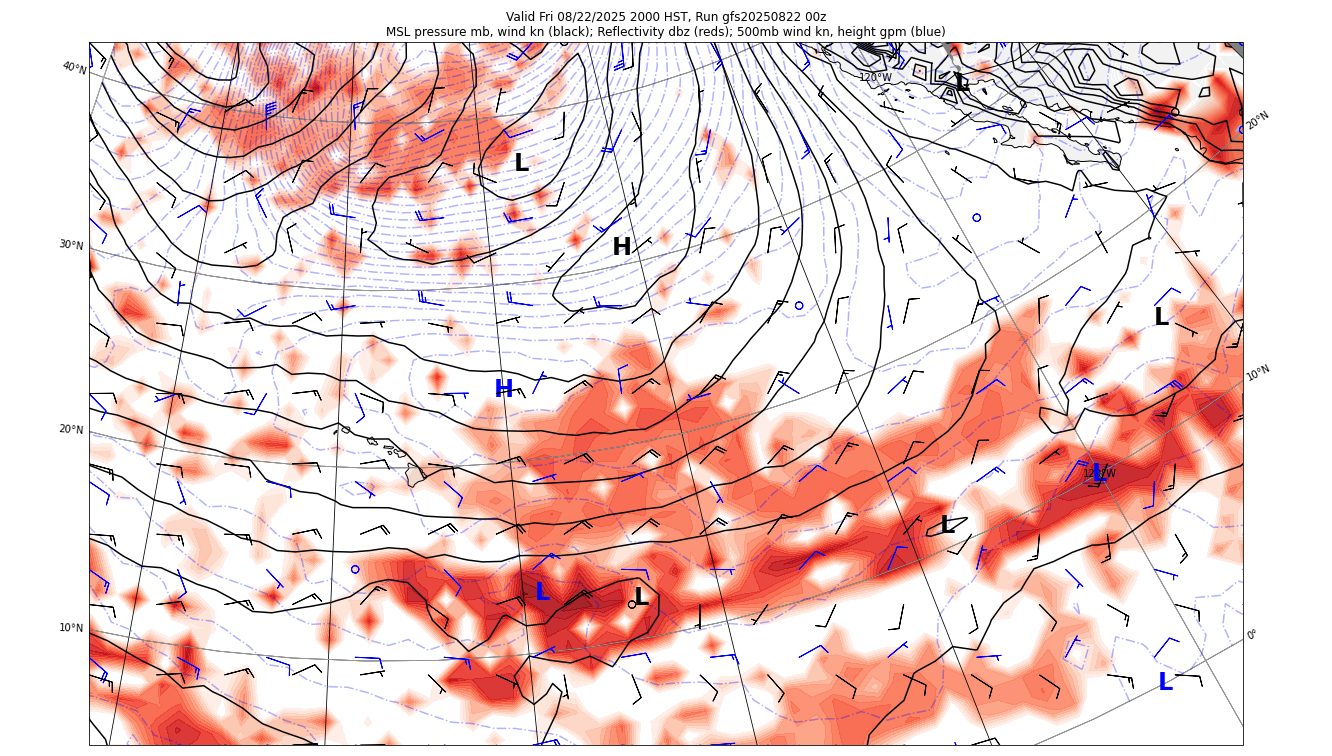 Valid Fri 08/22/2025 2000 HST, Run gfs20250822 00z
MSL pressure mb, wind kn (black); Reflectivity dbz (reds); 500mb wind kn, height gpm (blue)
40°N
120°W
L
20°N
L
30°N
H
L
10°N
H
20°N
120°W
L
L
L
L
10°N
0°
L